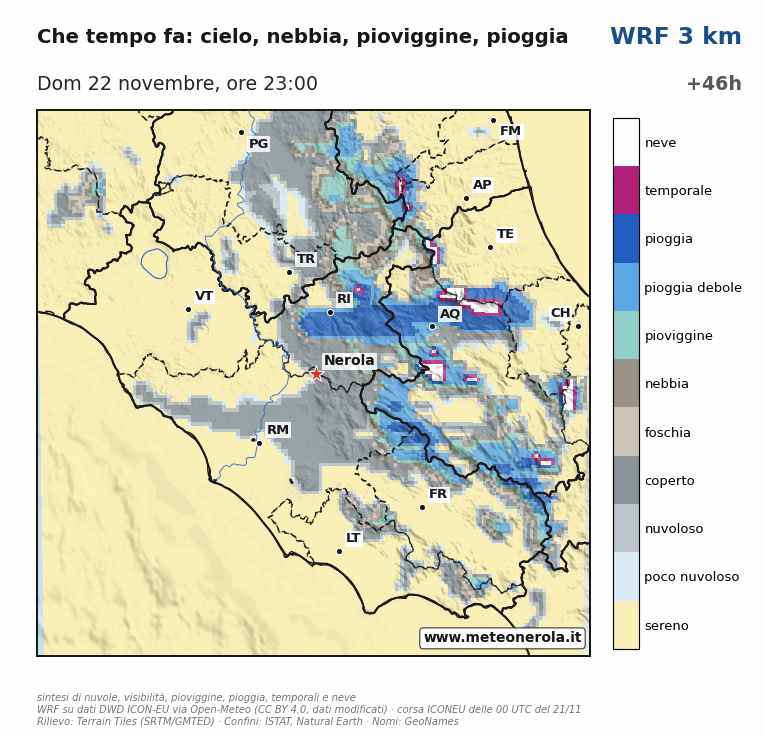 Che tempo fa: cielo, nebbia, pioviggine, pioggia
WRF 3 km
Dom 22 novembre, ore 23:00
+46h
FM
PG
AP
TE
TR
VT
RI
AQ
CH
Nerola
RM
FR
LT
www.meteonerola.it
neve
temporale
pioggia
pioggia debole
pioviggine
nebbia
foschia
coperto
nuvoloso
poco nuvoloso
sereno
sintesi di nuvole, visibilità, pioviggine, pioggia, temporali e neve
WRF su dati DWD ICON-EU via Open-Meteo (CC BY 4.0, dati modificati) · corsa ICONEU delle 00 UTC del 21/11
Rilievo: Terrain Tiles (SRTM/GMTED) · Confini: ISTAT, Natural Earth · Nomi: GeoNames